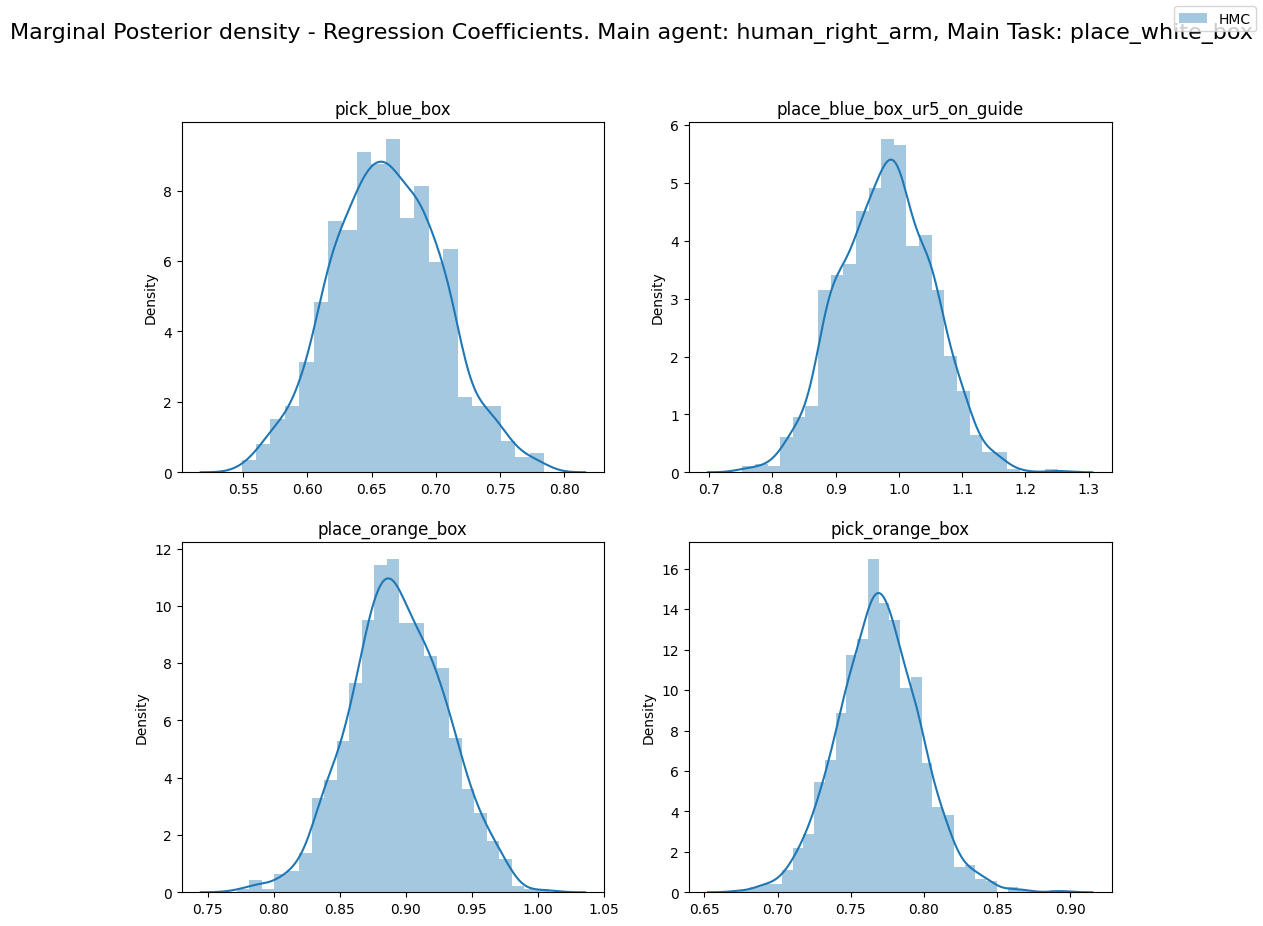 HMC
Marginal Posterior density - Regression Coefficients. Main agent: human_right_arm, Main Task: place_white_box
pick_blue_box
place_blue_box_ur5_on_guide
Density
8
6
4
2
0
0.55 0.60 0.65 0.70 0.75 0.80
Density
6
5
4
3
2
1
0
0.7 0.8 0.9 1.0 1.1 1.2 1.3
place_orange_box
pick_orange_box
Density
12
10
8
6
4
2
0
0.75 0.80 0.85 0.90 0.95 1.00 1.05
Density
16
14
12
10
8
6
4
2
0
0.65 0.70 0.75 0.80 0.85 0.90